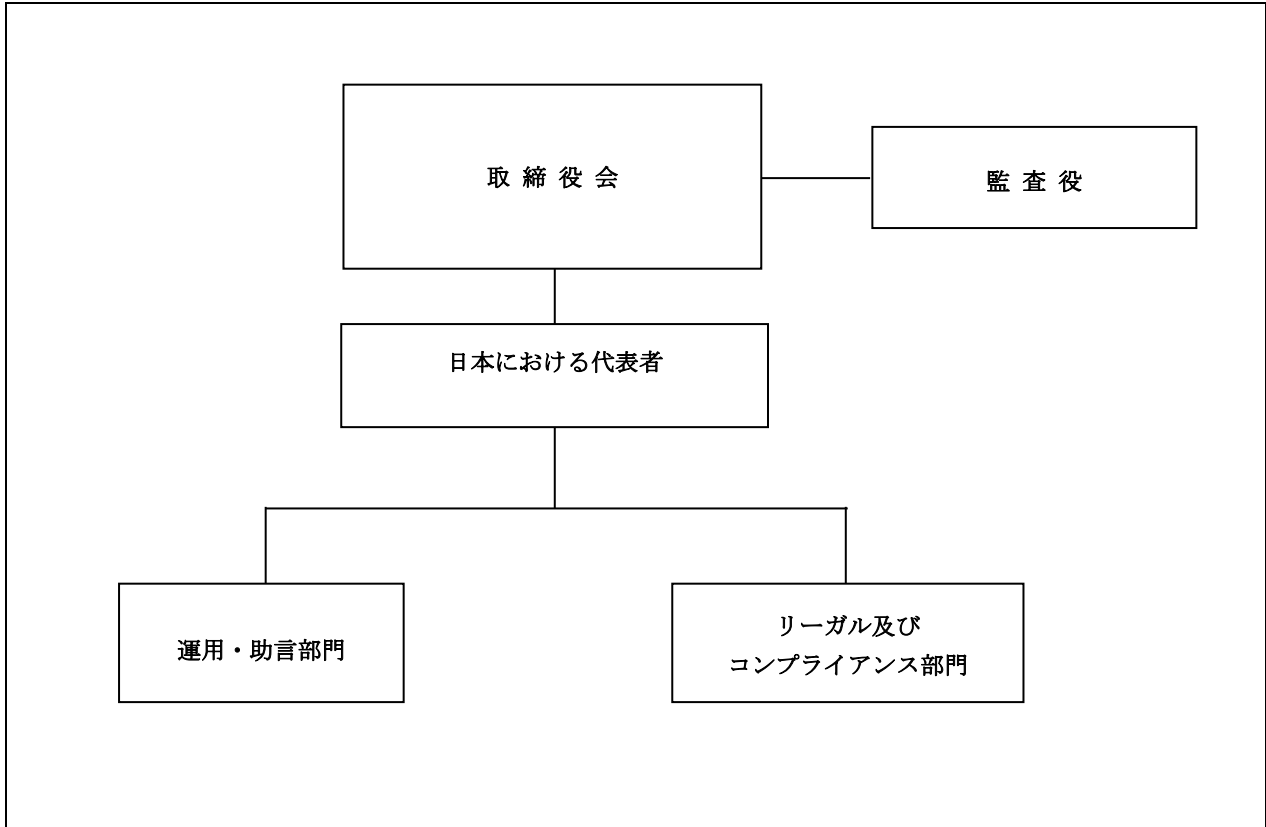 取 締 役 会
監 査 役
日本における代表者
運用・助言部門
リーガル及び
コンプライアンス部門